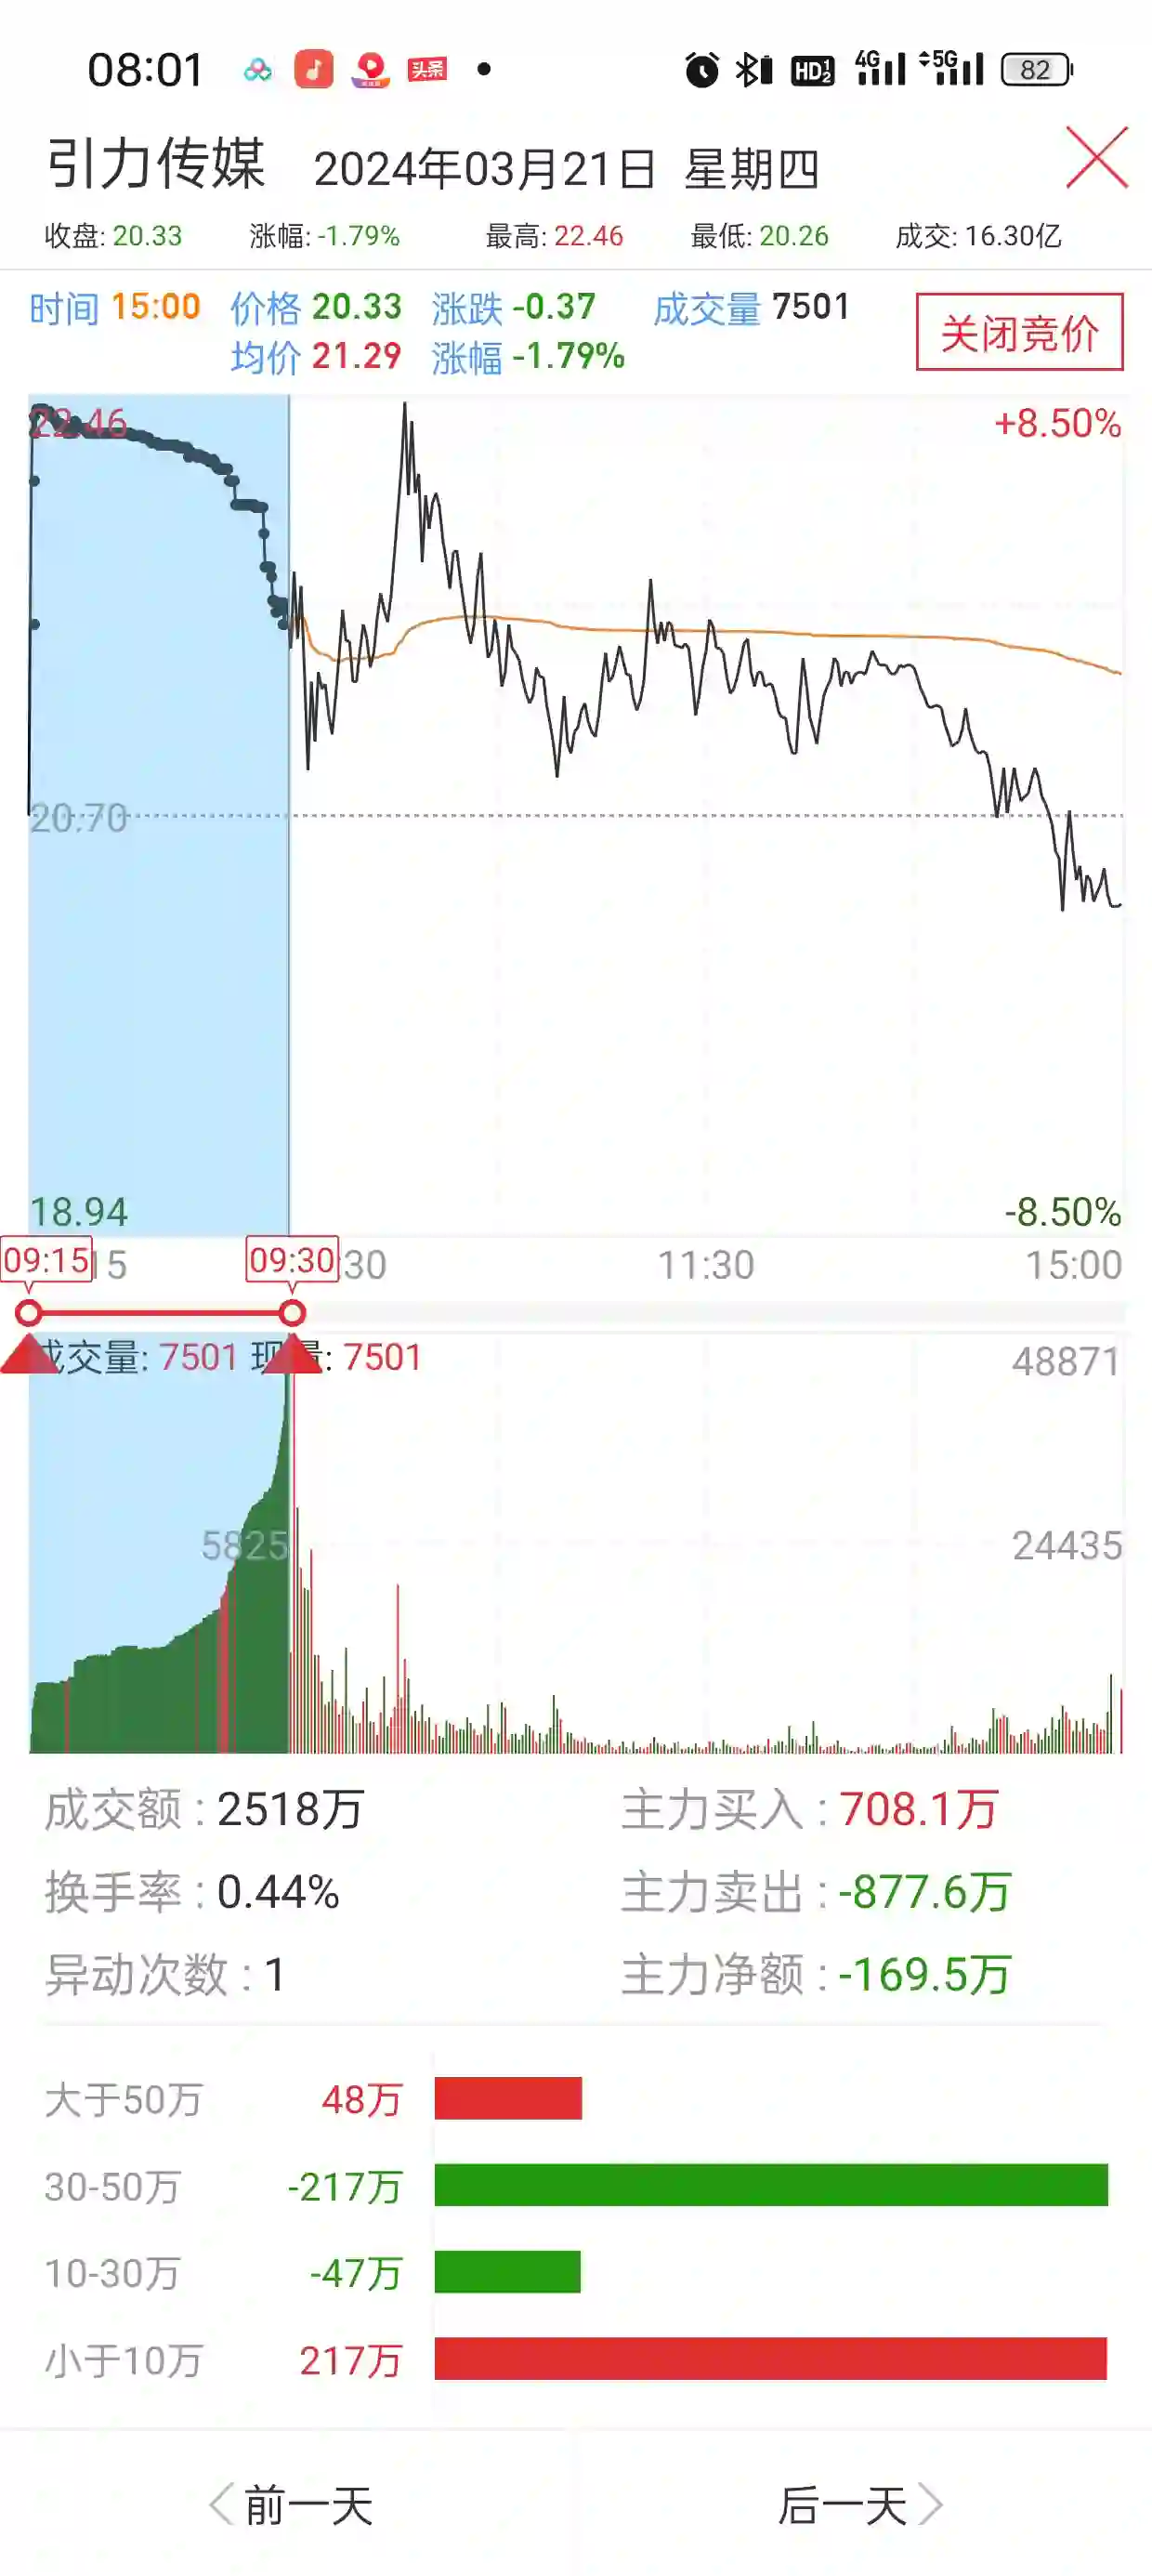 08:01 头条 HD 4G 5G 82
引力传媒 2024年03月21日 星期四
收盘: 20.33 涨幅: -1.79% 最高: 22.46 最低: 20.26 成交: 16.30亿
时间 15:00 价格 20.33 涨跌 -0.37 成交量 7501
均价 21.29 涨幅 -1.79%
关闭竞价
22.46 +8.50%
20.70
18.94 -8.50%
09:15 15 09:30 30 11:30 15:00
成交量: 7501 现量: 7501 48871
5825 24435
成交额 : 2518万 主力买入 : 708.1万
换手率 : 0.44% 主力卖出 : -877.6万
异动次数 : 1 主力净额 : -169.5万
大于50万 48万
30-50万 -217万
10-30万 -47万
小于10万 217万
前一天 后一天